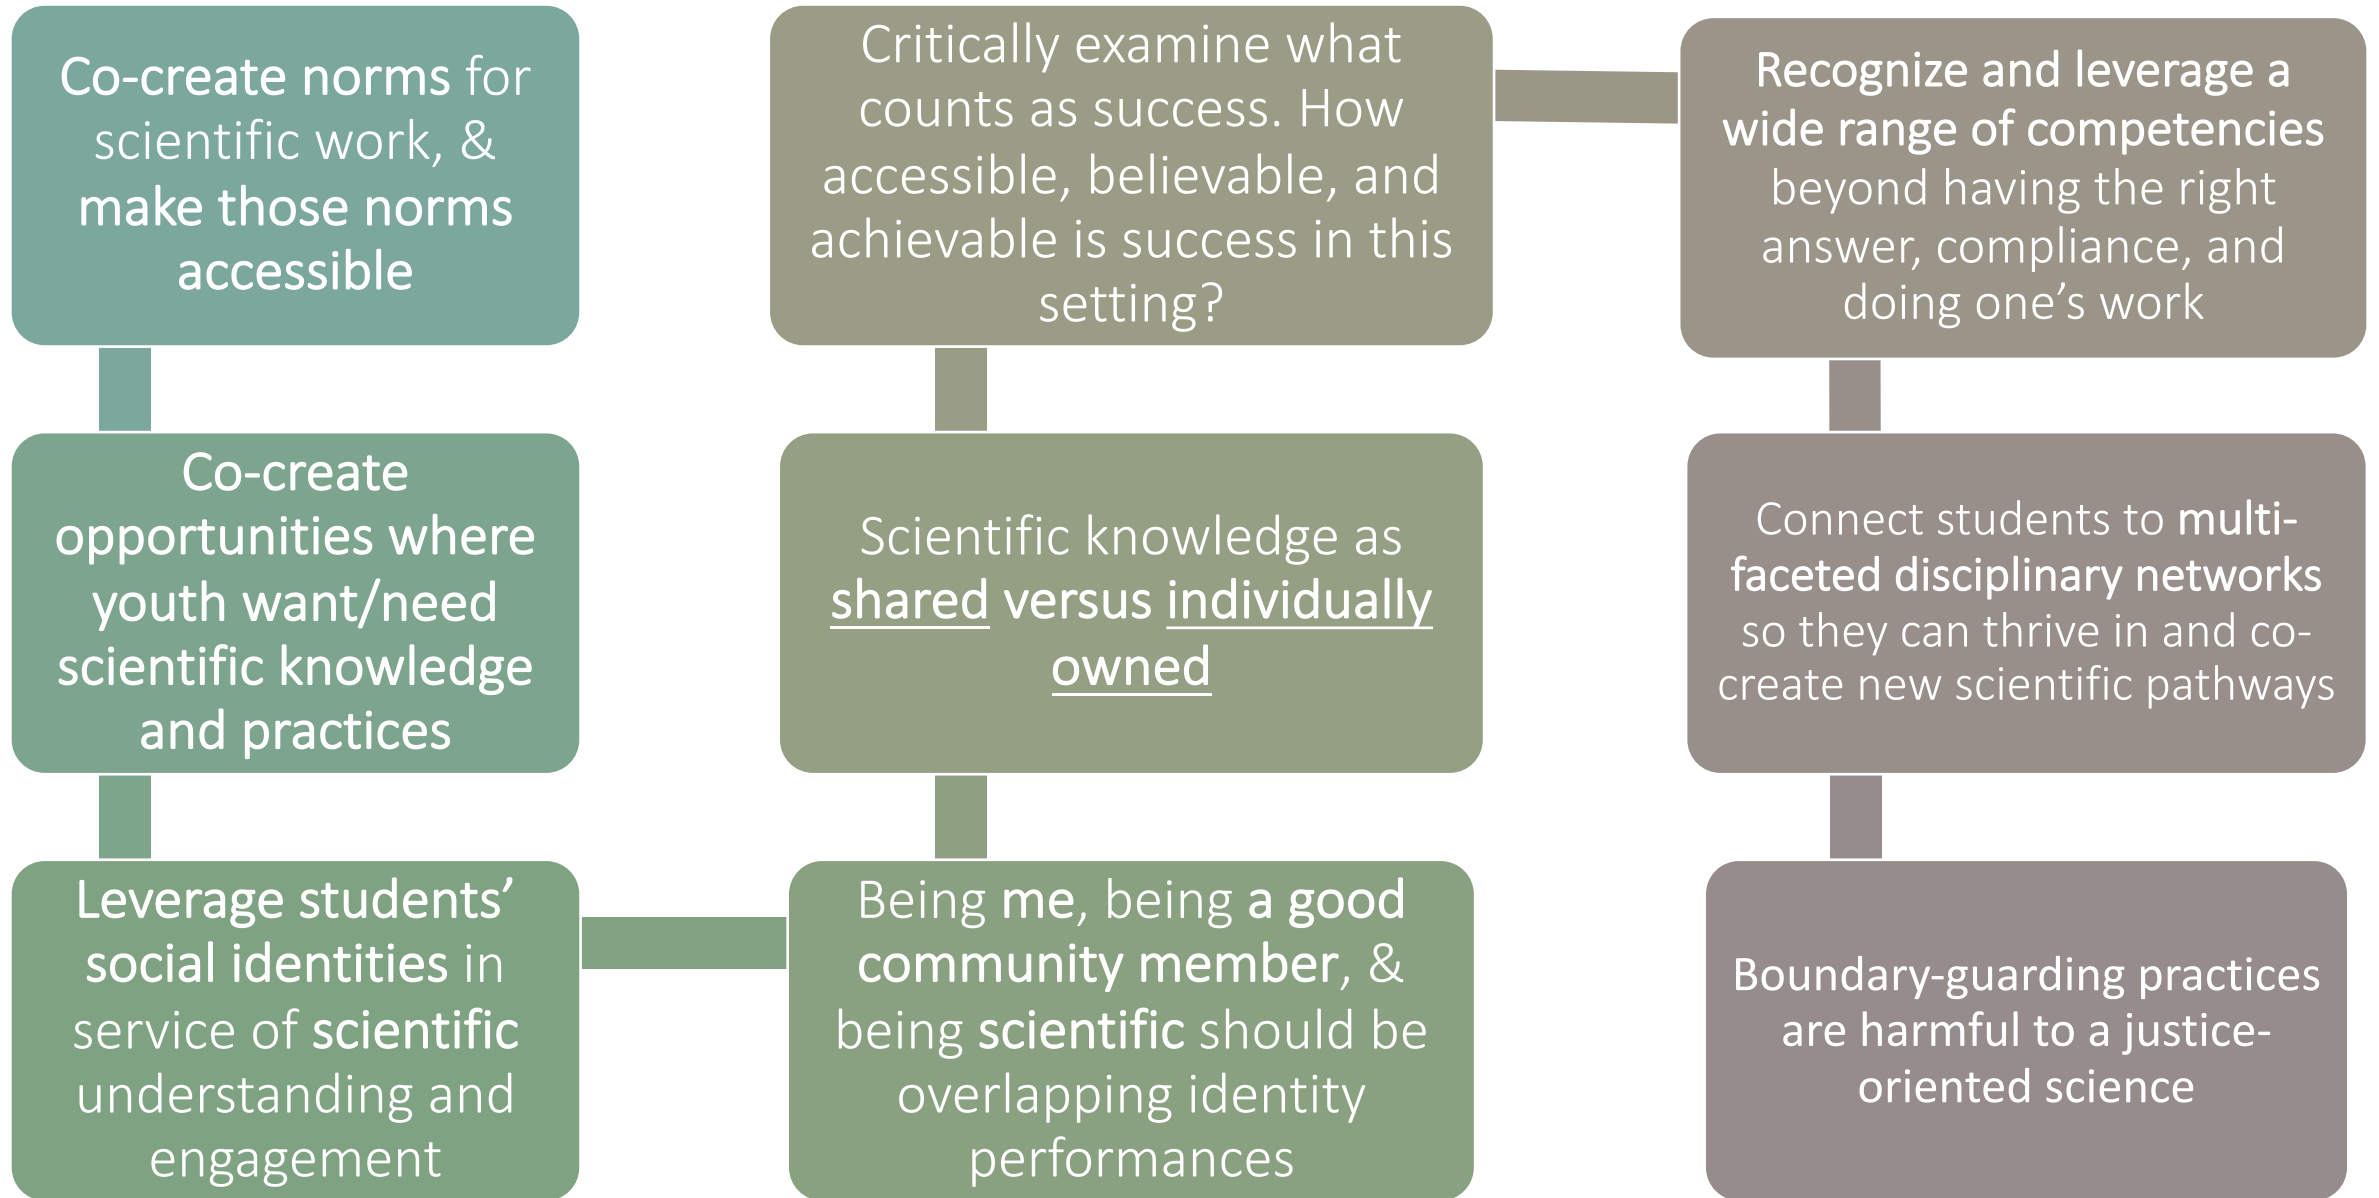 Co-create norms for
scientific work, &
make those norms
accessible
Co-create
opportunities where
youth want/need
scientific knowledge
and practices
Leverage students’
social identities in
service of scientific
understanding and
engagement
Being me, being a good
community member, &
being scientific should be
overlapping identity
performances
Scientific knowledge as
shared versus individually
owned
Critically examine what
counts as success. How
accessible, believable, and
achievable is success in this
setting?
Recognize and leverage a
wide range of competencies
beyond having the right
answer, compliance, and
doing one’s work
Connect students to multi-
faceted disciplinary networks
so they can thrive in and co-
create new scientific pathways
Boundary-guarding practices
are harmful to a justice-
oriented science